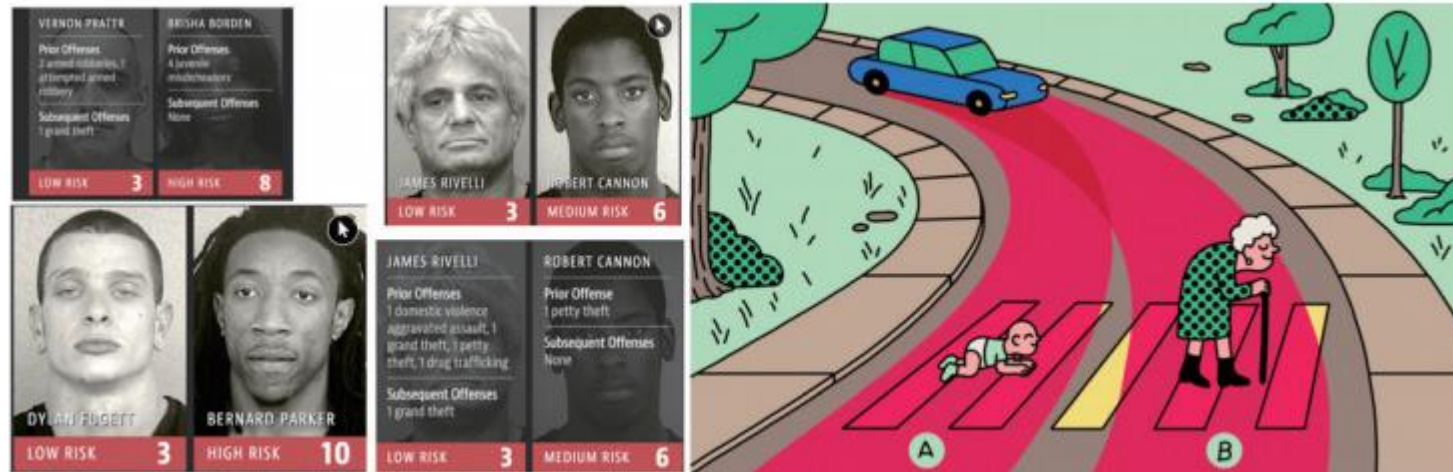 VERNON PRATTR
Prior Offenses
2 armed robberies, 1
attempted armed
robbery
Subsequent Offenses
1 grand theft
LOW RISK 3
BRISHA BORDEN
Prior Offenses
4 juvenile
misdemeanors
Subsequent Offenses
None
HIGH RISK 8
JAMES RIVELLI
LOW RISK 3
ROBERT CANNON
MEDIUM RISK 6
DYLAN FUGETT
LOW RISK 3
BERNARD PARKER
HIGH RISK 10
JAMES RIVELLI
Prior Offenses
1 domestic violence
aggravated assault, 1
grand theft, 1 petty
theft, 1 drug trafficking
Subsequent Offenses
1 grand theft
LOW RISK 3
ROBERT CANNON
Prior Offense
1 petty theft
Subsequent Offenses
None
MEDIUM RISK 6
A
B